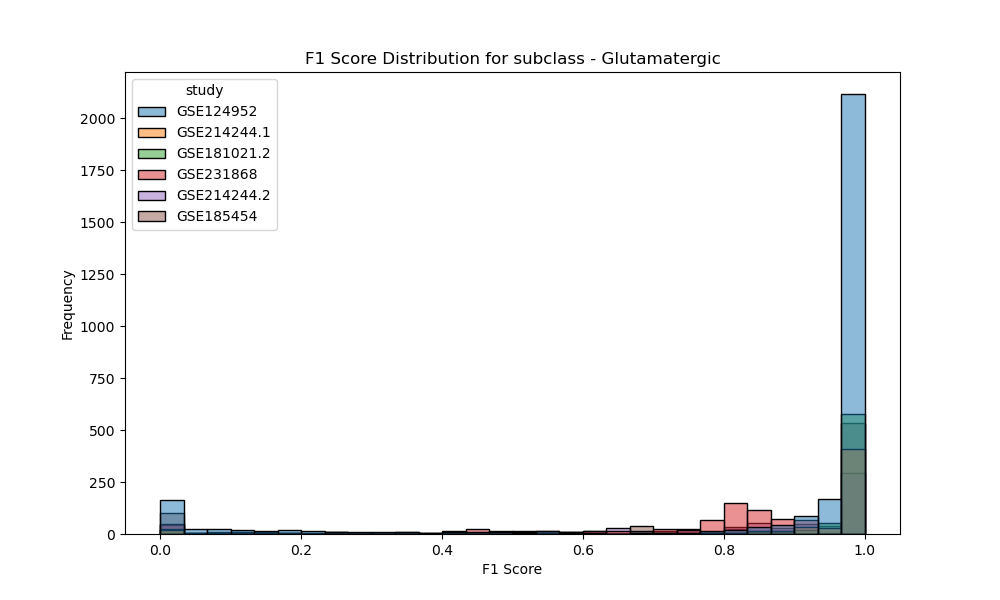 F1 Score Distribution for subclass - Glutamatergic
study
GSE124952
GSE214244.1
GSE181021.2
GSE231868
GSE214244.2
GSE185454
Frequency
2000
1750
1500
1250
1000
750
500
250
0
0.0 0.2 0.4 0.6 0.8 1.0
F1 Score